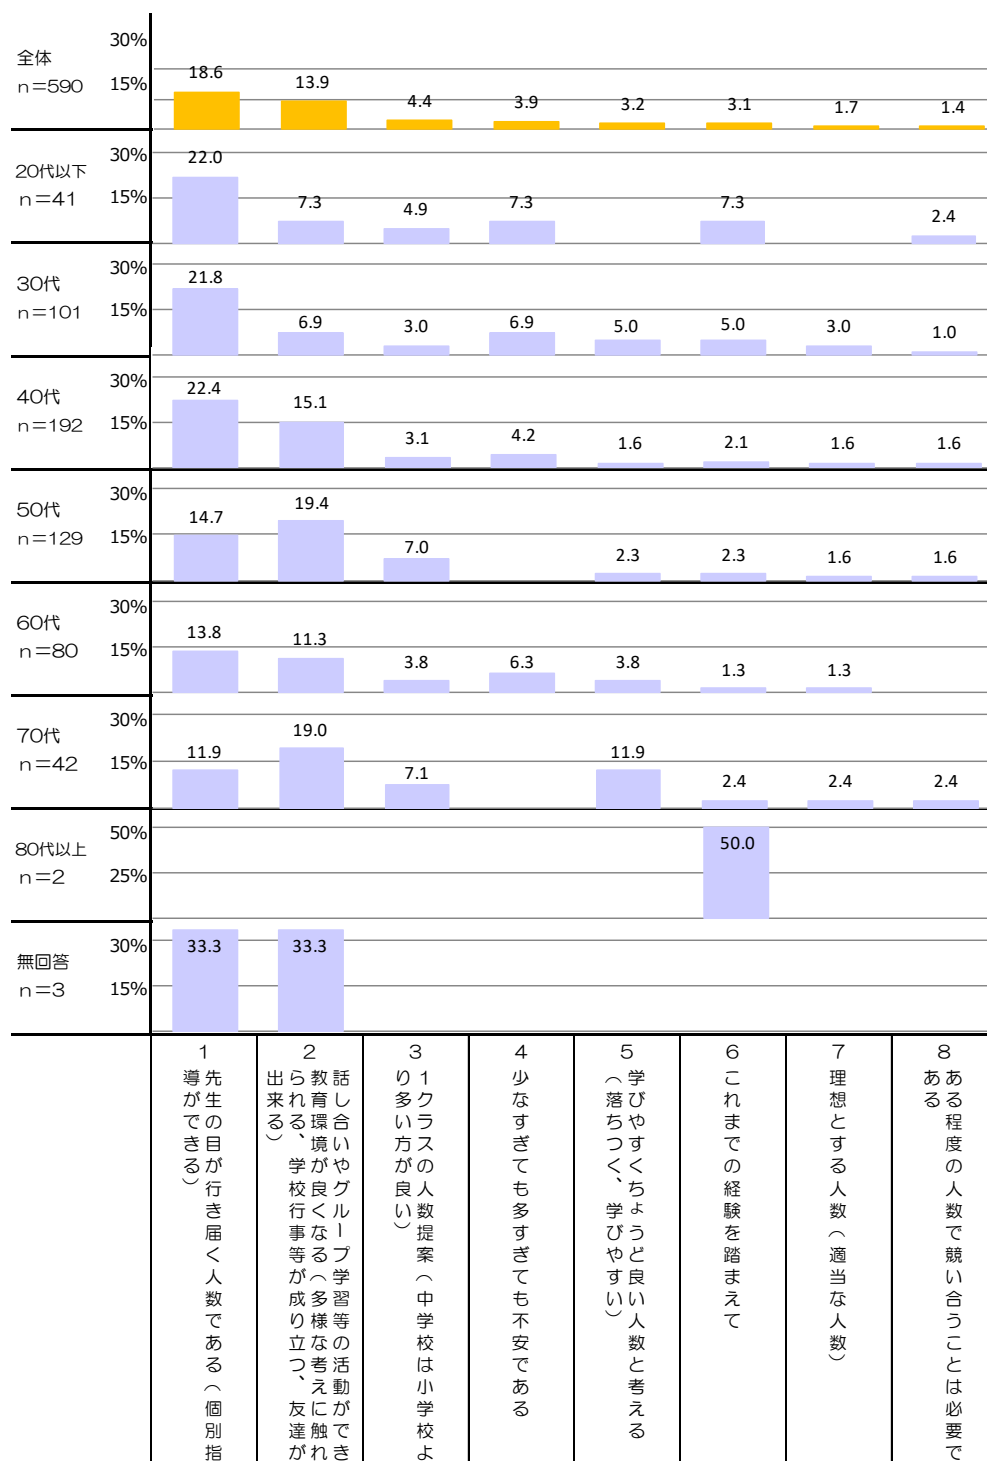 全体
n=590
30%
15%
18.6
13.9
4.4
3.9
3.2
3.1
1.7
1.4
20代以下
n=41
30%
15%
22.0
7.3
4.9
7.3
7.3
2.4
30代
n=101
30%
15%
21.8
6.9
3.0
6.9
5.0
5.0
3.0
1.0
40代
n=192
30%
15%
22.4
15.1
3.1
4.2
1.6
2.1
1.6
1.6
50代
n=129
30%
15%
14.7
19.4
7.0
2.3
2.3
1.6
1.6
60代
n=80
30%
15%
13.8
11.3
3.8
6.3
3.8
1.3
1.3
70代
n=42
30%
15%
11.9
19.0
7.1
11.9
2.4
2.4
2.4
80代以上
n=2
50%
25%
50.0
無回答
n=3
30%
15%
33.3
33.3
1
先生の目が行き届く人数である(個別指
導ができる)
2
話し合いやグループ学習等の活動ができ
教育環境が良くなる(多様な考えに触れ
られる、学校行事等が成り立つ、友達が
出来る)
3
1クラスの人数提案(中学校は小学校よ
り多い方が良い)
4
少なすぎても多すぎても不安である
5
学びやすくちょうど良い人数と考える
(落ちつく、学びやすい)
6
これまでの経験を踏まえて
7
理想とする人数(適当な人数)
8
ある程度の人数で競い合うことは必要で
ある